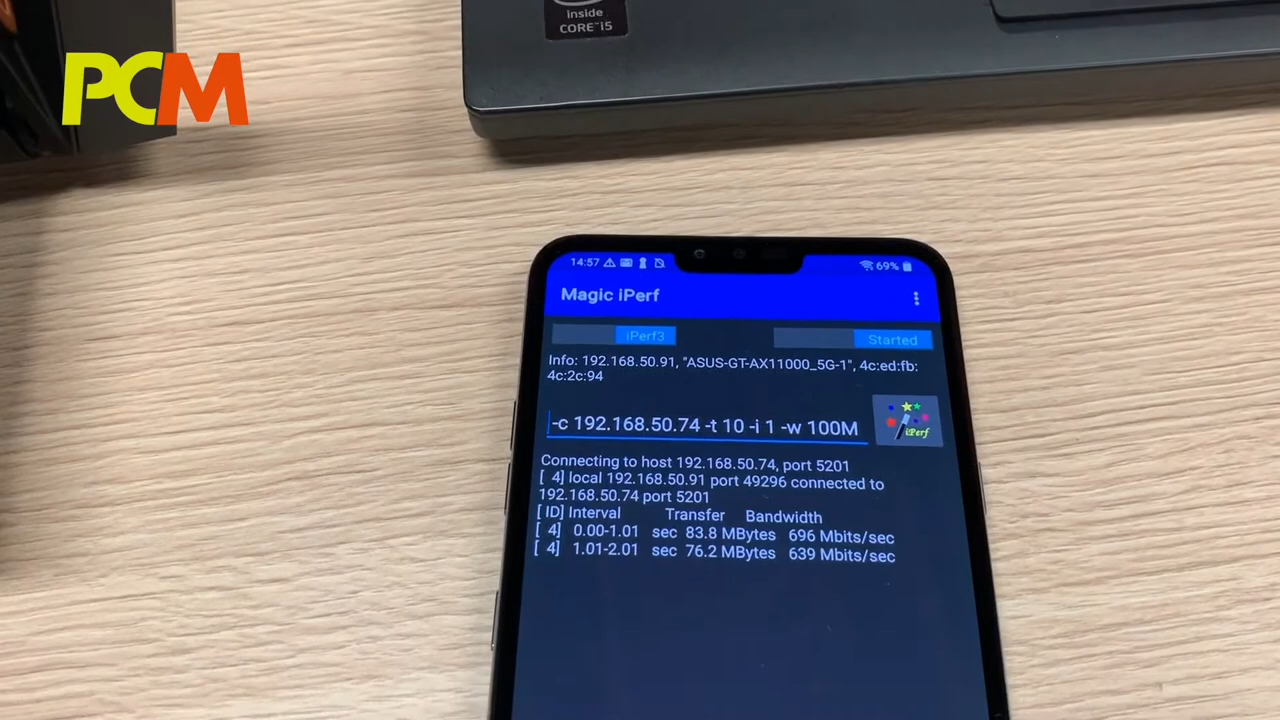 inside
CORE i5
PCM
14:57
69%
Magic iPerf
iPerf3
Started
Info: 192.168.50.91, "ASUS-GT-AX11000_5G-1", 4c:ed:fb:
4c:2c:94
-c 192.168.50.74 -t 10 -i 1 -w 100M
iPerf
Connecting to host 192.168.50.74, port 5201
[ 4] local 192.168.50.91 port 49296 connected to
192.168.50.74 port 5201
[ ID] Interval Transfer Bandwidth
[ 4] 0.00-1.01 sec 83.8 MBytes 696 Mbits/sec
[ 4] 1.01-2.01 sec 76.2 MBytes 639 Mbits/sec